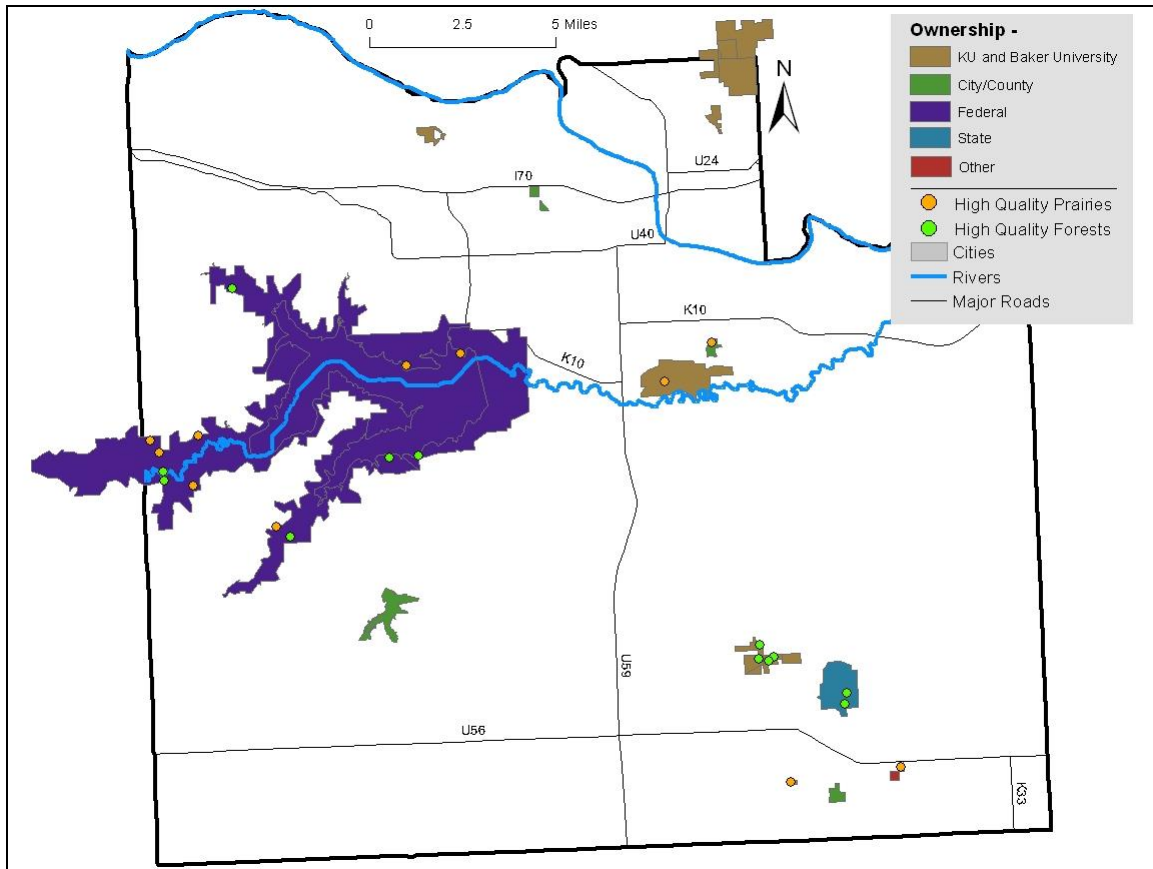 0 2.5 5 Miles
Ownership -
KU and Baker University
City/County
Federal
State
Other
High Quality Prairies
High Quality Forests
Cities
Rivers
Major Roads
N
U24
I70
U40
K10
K10
U59
U56
K33